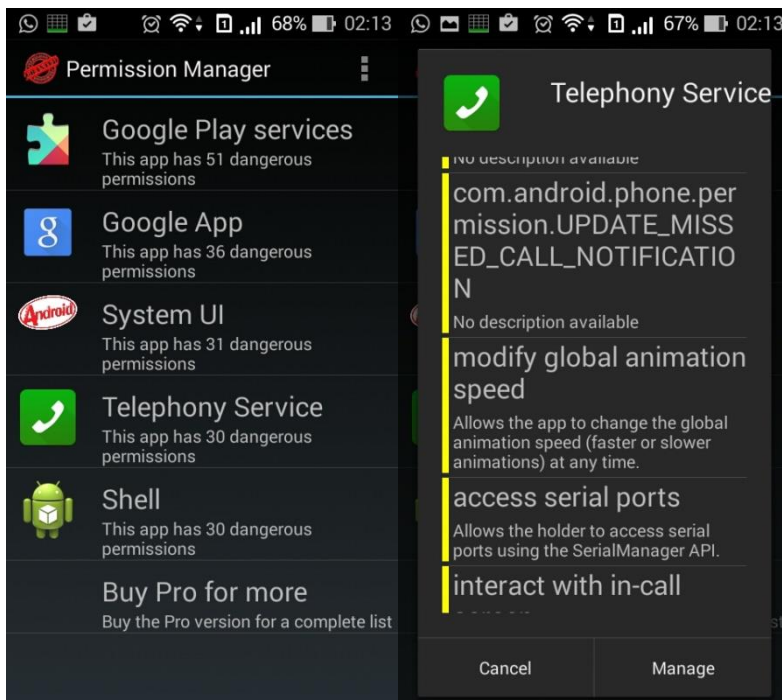 68% 02:13
Permission Manager
Google Play services
This app has 51 dangerous
permissions
Google App
This app has 36 dangerous
permissions
System UI
This app has 31 dangerous
permissions
Telephony Service
This app has 30 dangerous
permissions
Shell
This app has 30 dangerous
permissions
Buy Pro for more
Buy the Pro version for a complete list
67% 02:13
Telephony Service
No description available
com.android.phone.per
mission.UPDATE_MISS
ED_CALL_NOTIFICATIO
N
No description available
modify global animation
speed
Allows the app to change the global
animation speed (faster or slower
animations) at any time.
access serial ports
Allows the holder to access serial
ports using the SerialManager API.
interact with in-call
Cancel Manage